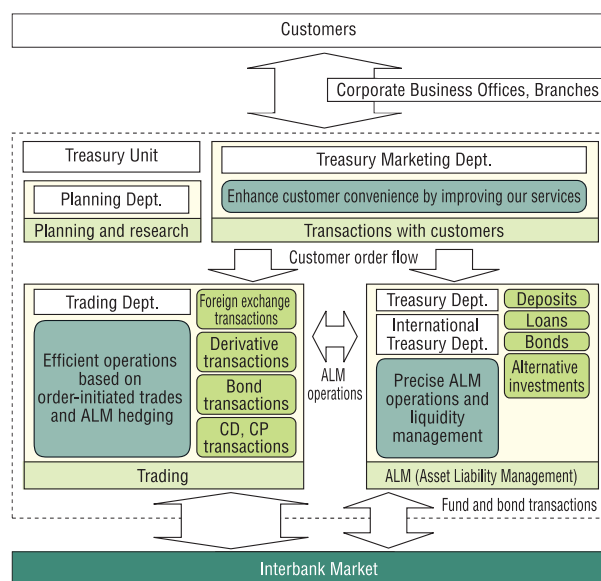 Customers
Corporate Business Offices, Branches
Treasury Unit
Treasury Marketing Dept.
Planning Dept.
Enhance customer convenience by improving our services
Planning and research
Transactions with customers
Customer order flow
Trading Dept.
Efficient operations
based on
order-initiated trades
and ALM hedging
Foreign exchange
transactions
Derivative
transactions
Bond
transactions
CD, CP
transactions
Trading
ALM
operations
Treasury Dept.
International
Treasury Dept.
Precise ALM
operations and
liquidity
management
Deposits
Loans
Bonds
Alternative
investments
ALM (Asset Liability Management)
Fund and bond transactions
Interbank Market